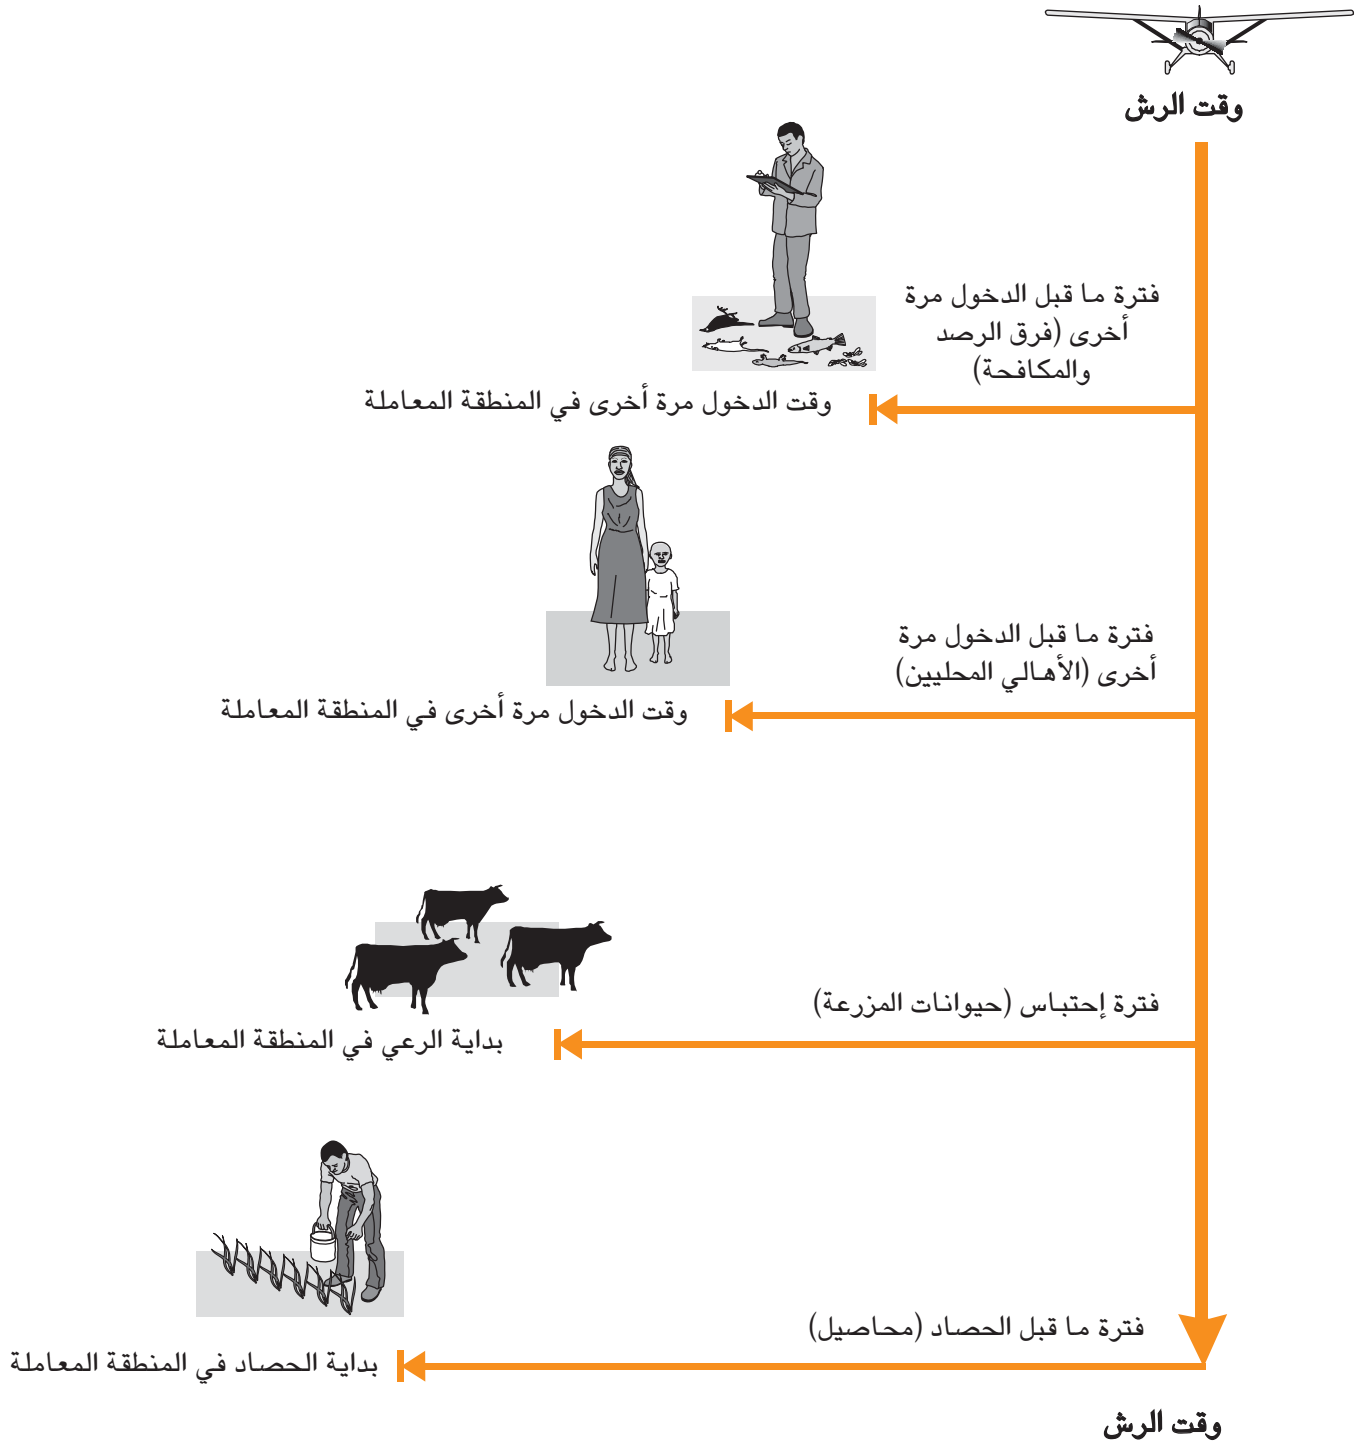 وقت الرش
فترة ما قبل الدخول مرة
أخرى (فرق الرصد
والمكافحة)
وقت الدخول مرة أخرى في المنطقة المعاملة
فترة ما قبل الدخول مرة
أخرى (الأهالي المحليين)
وقت الدخول مرة أخرى في المنطقة المعاملة
فترة إحتباس (حيوانات المزرعة)
بداية الرعي في المنطقة المعاملة
فترة ما قبل الحصاد (محاصيل)
بداية الحصاد في المنطقة المعاملة
وقت الرش